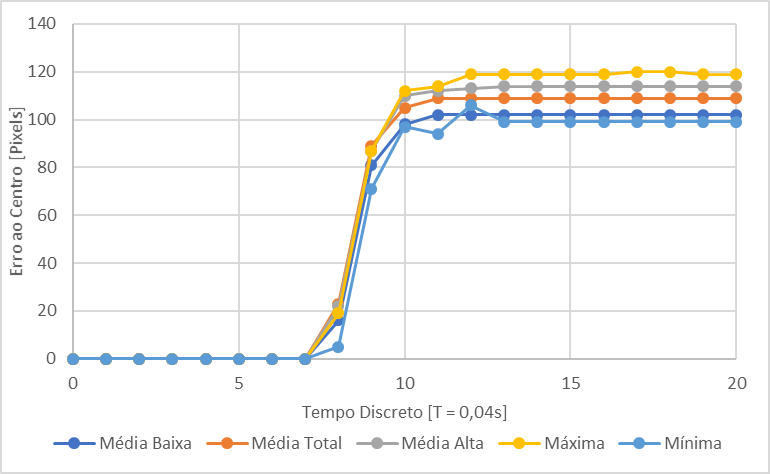 140
120
100
80
60
40
20
0
Erro ao Centro [Pixels]
0 5 10 15 20
Tempo Discreto [T = 0,04s]
Média Baixa Média Total Média Alta Máxima Mínima